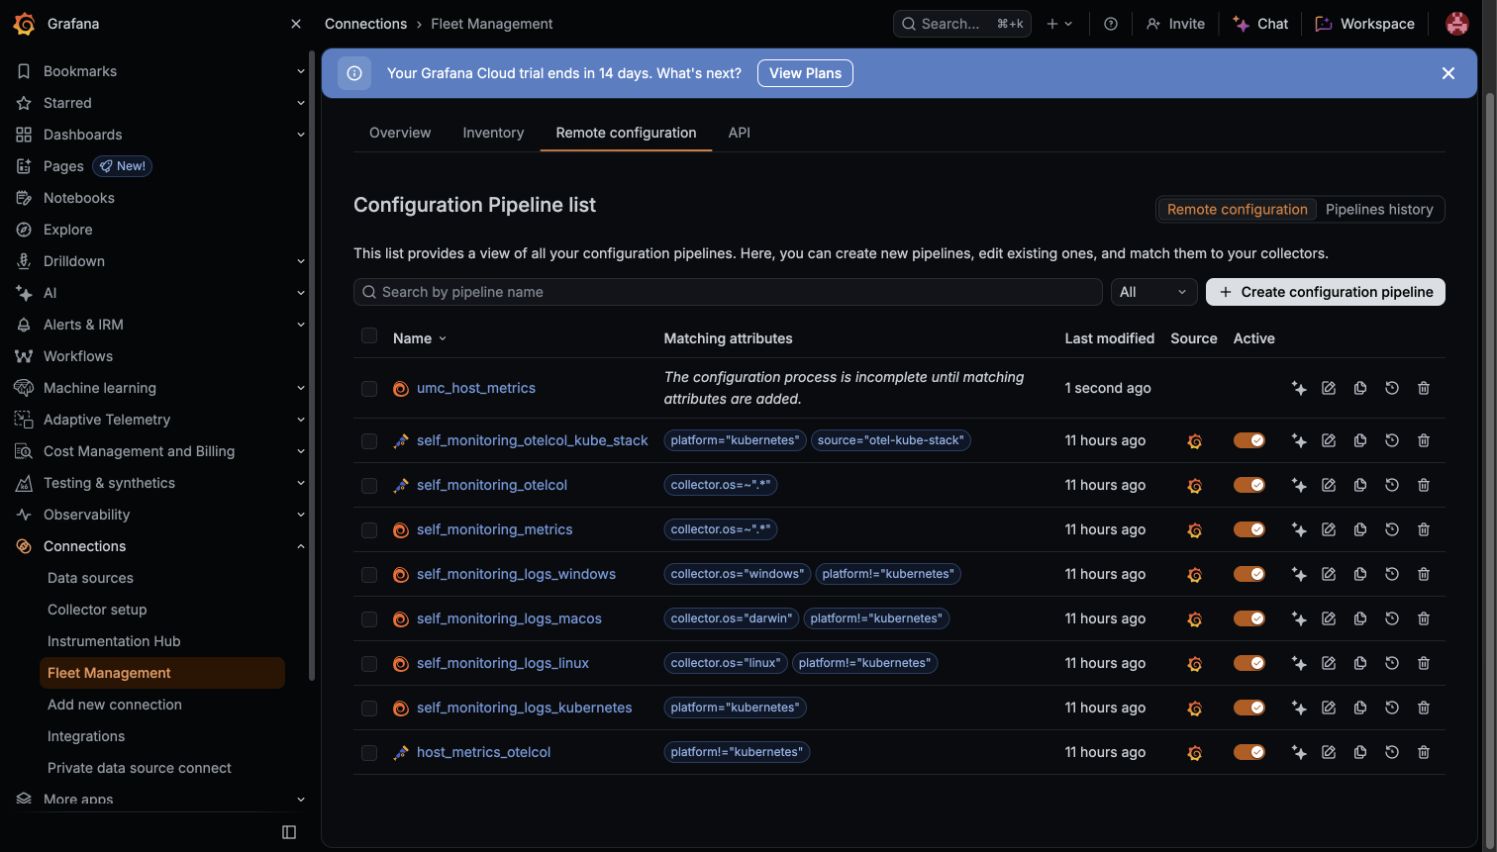 Grafana
Connections › Fleet Management
Search... ⌘+k
Invite
Chat
Workspace
Bookmarks
Starred
Dashboards
Pages New!
Notebooks
Explore
Drilldown
AI
Alerts & IRM
Workflows
Machine learning
Adaptive Telemetry
Cost Management and Billing
Testing & synthetics
Observability
Connections
Data sources
Collector setup
Instrumentation Hub
Fleet Management
Add new connection
Integrations
Private data source connect
More apps
Your Grafana Cloud trial ends in 14 days. What's next? View Plans
Overview Inventory Remote configuration API
Configuration Pipeline list
Remote configuration Pipelines history
This list provides a view of all your configuration pipelines. Here, you can create new pipelines, edit existing ones, and match them to your collectors.
Search by pipeline name All + Create configuration pipeline
Name Matching attributes Last modified Source Active
umc_host_metrics The configuration process is incomplete until matching 1 second ago
attributes are added.
self_monitoring_otelcol_kube_stack platform="kubernetes" source="otel-kube-stack" 11 hours ago
self_monitoring_otelcol collector.os=~".*" 11 hours ago
self_monitoring_metrics collector.os=~".*" 11 hours ago
self_monitoring_logs_windows collector.os="windows" platform!="kubernetes" 11 hours ago
self_monitoring_logs_macos collector.os="darwin" platform!="kubernetes" 11 hours ago
self_monitoring_logs_linux collector.os="linux" platform!="kubernetes" 11 hours ago
self_monitoring_logs_kubernetes platform="kubernetes" 11 hours ago
host_metrics_otelcol platform!="kubernetes" 11 hours ago